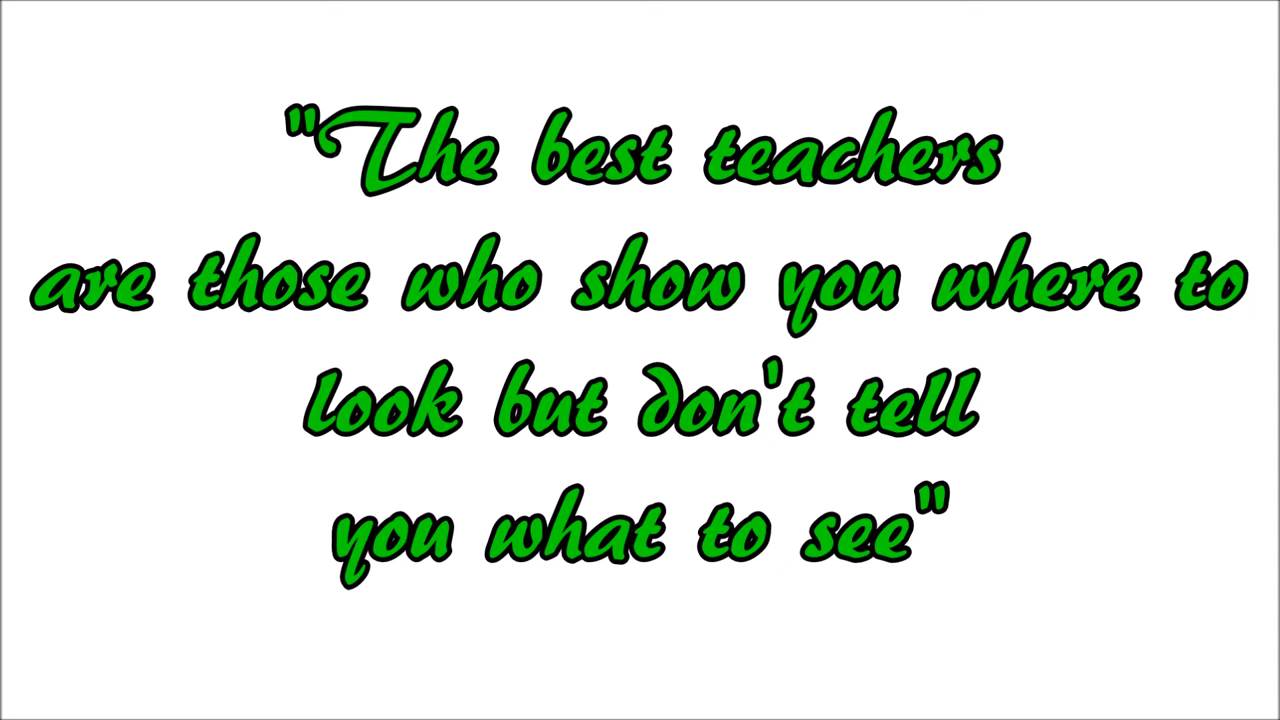 "The best teachers
are those who show you where to
look but don't tell
you what to see"